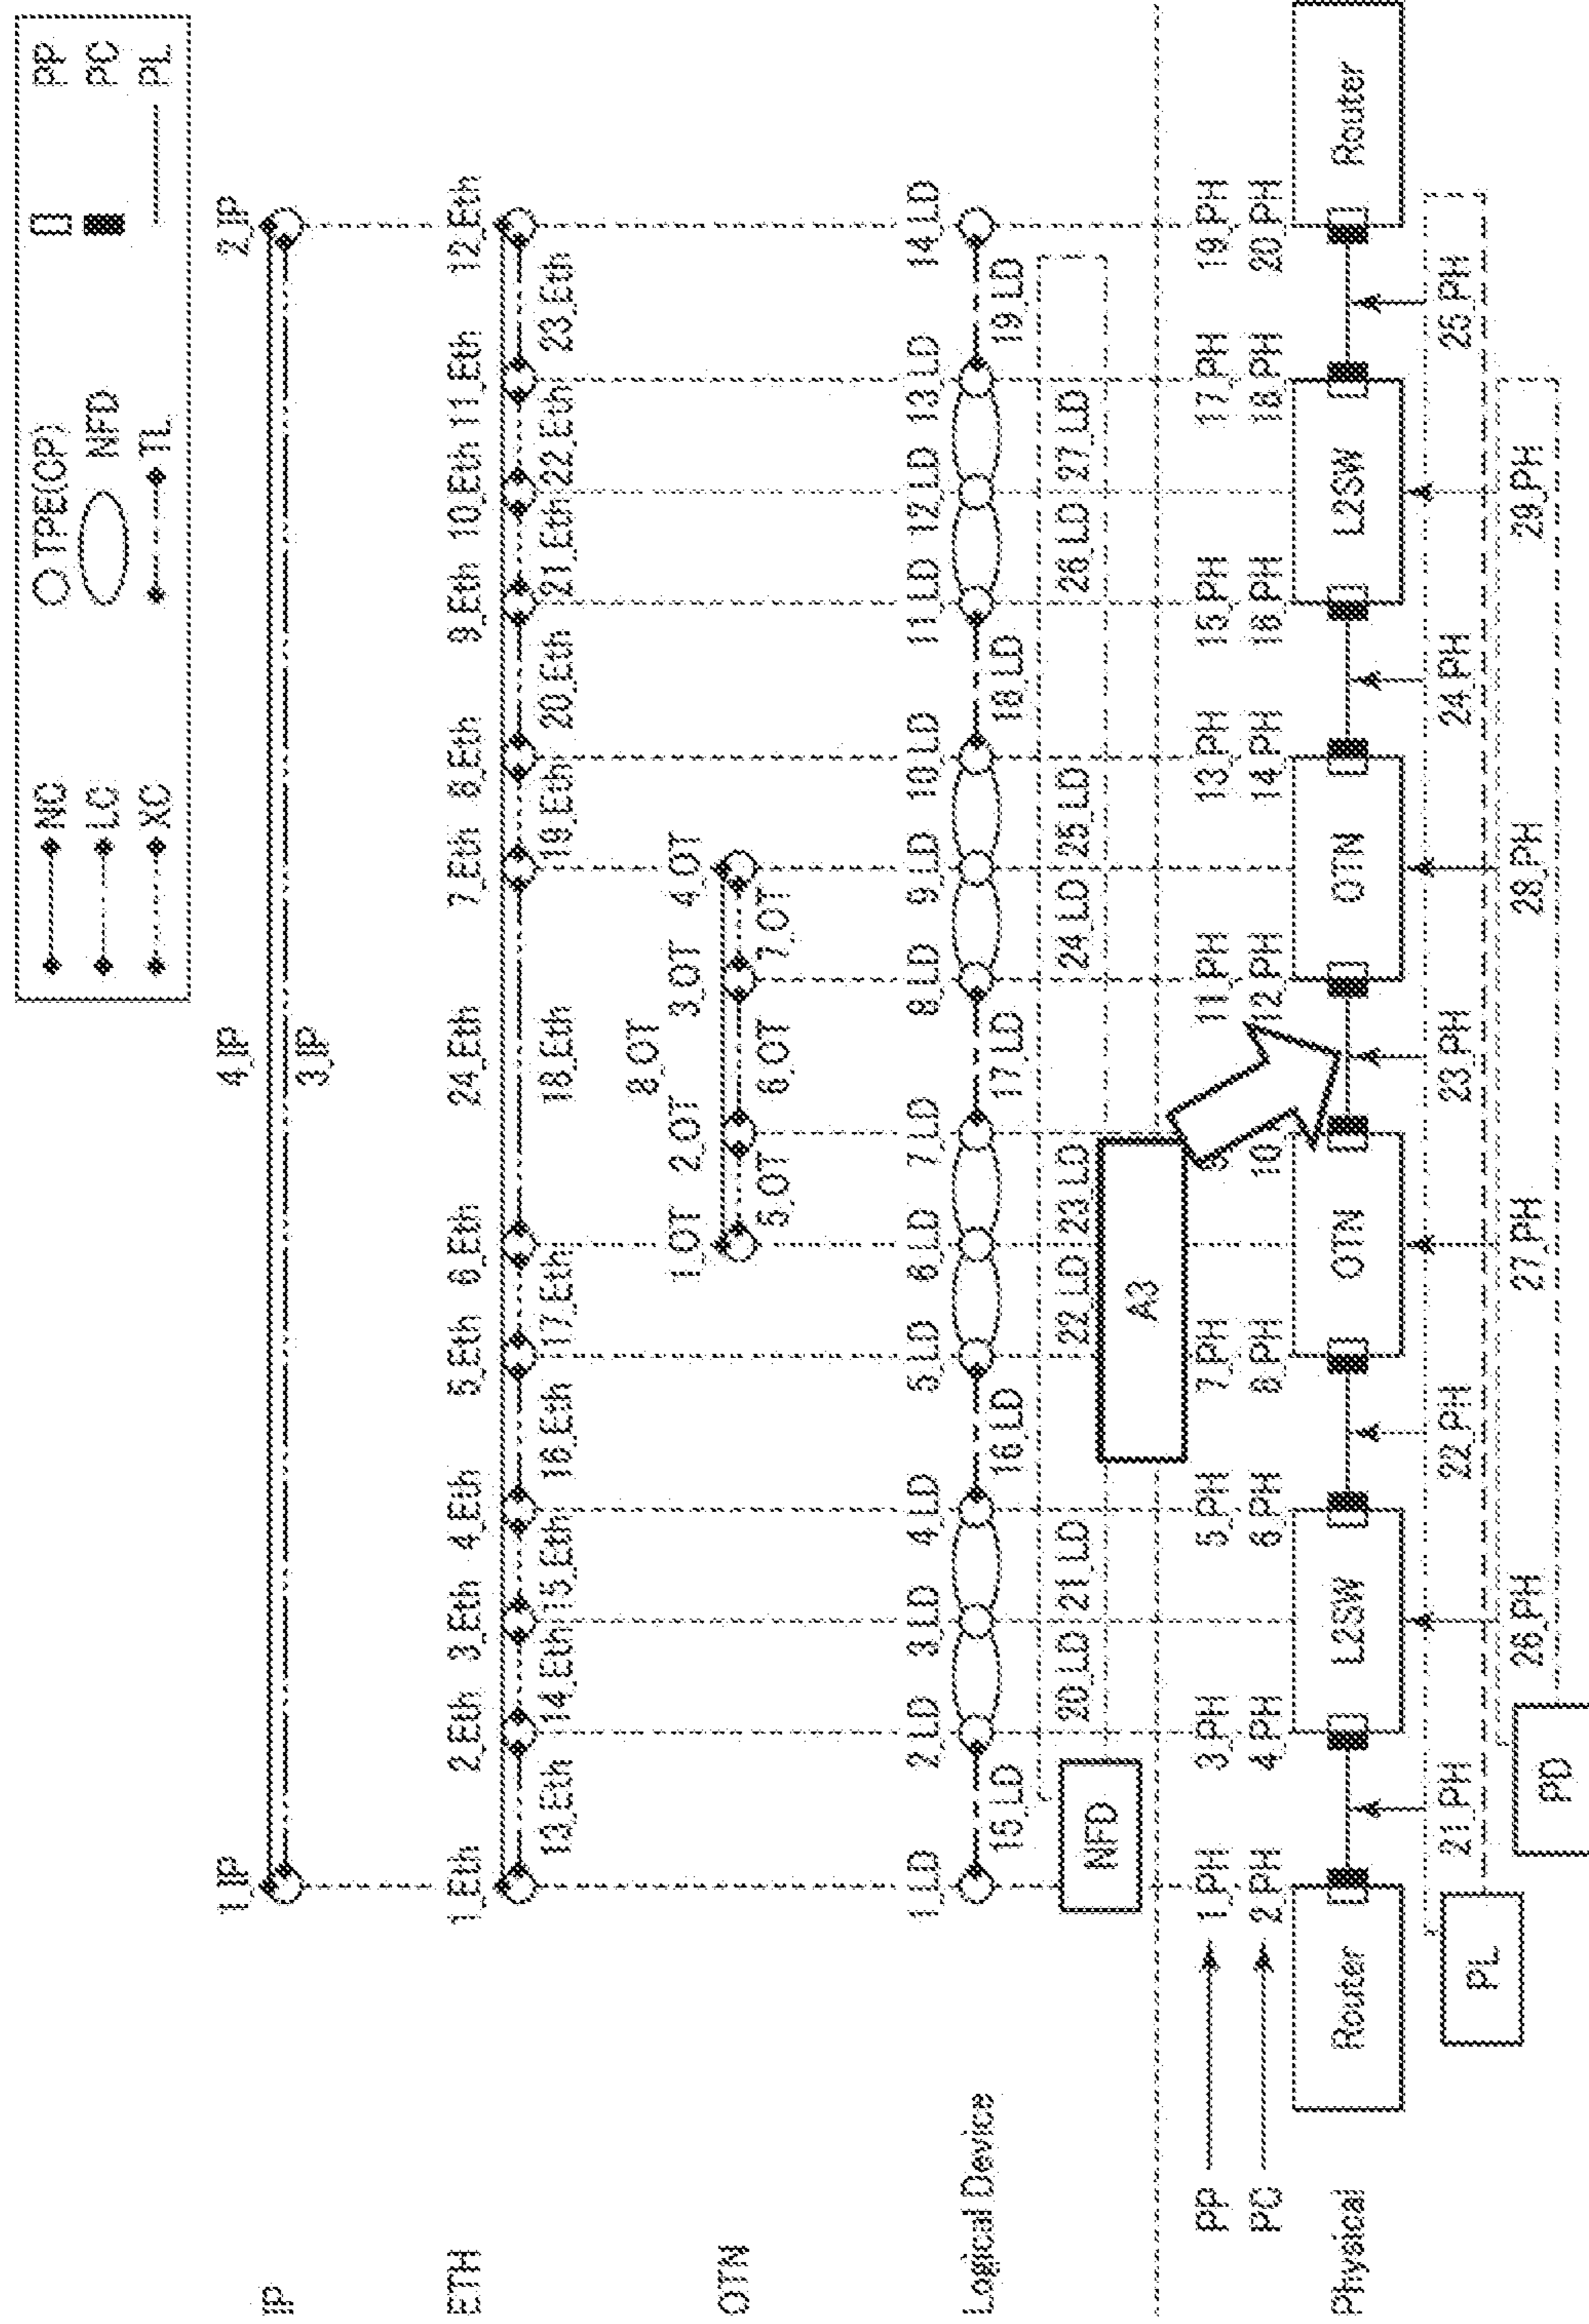 NC
LC
XC
TPE(CP)
NFD
TL
PP
PC
PL
IP
1_IP
4_IP
2_IP
3_IP
ETH
1_Eth
2_Eth
3_Eth
4_Eth
5_Eth
6_Eth
24_Eth
7_Eth
8_Eth
9_Eth
10_Eth
11_Eth
12_Eth
13_Eth
14_Eth
15_Eth
16_Eth
17_Eth
18_Eth
19_Eth
20_Eth
21_Eth
22_Eth
23_Eth
8_OT
OTN
1_OT
2_OT
3_OT
4_OT
5_OT
6_OT
7_OT
Logical Device
1_LD
2_LD
3_LD
4_LD
5_LD
6_LD
7_LD
8_LD
9_LD
10_LD
11_LD
12_LD
13_LD
14_LD
15_LD
16_LD
17_LD
18_LD
19_LD
NFD
20_LD
21_LD
22_LD
23_LD
24_LD
25_LD
26_LD
27_LD
A3
PP
1_PH
3_PH
5_PH
7_PH
11_PH
13_PH
15_PH
17_PH
19_PH
PC
2_PH
4_PH
6_PH
8_PH
10
12_PH
14_PH
16_PH
18_PH
20_PH
Physical
Router
L2SW
OTN
OTN
L2SW
Router
PL
21_PH
22_PH
23_PH
24_PH
25_PH
PD
26_PH
27_PH
28_PH
29_PH